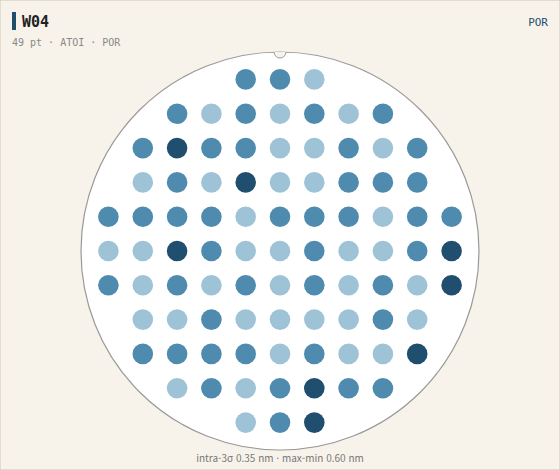 W04
POR
49 pt · ATOI · POR
intra-3σ 0.35 nm · max-min 0.60 nm